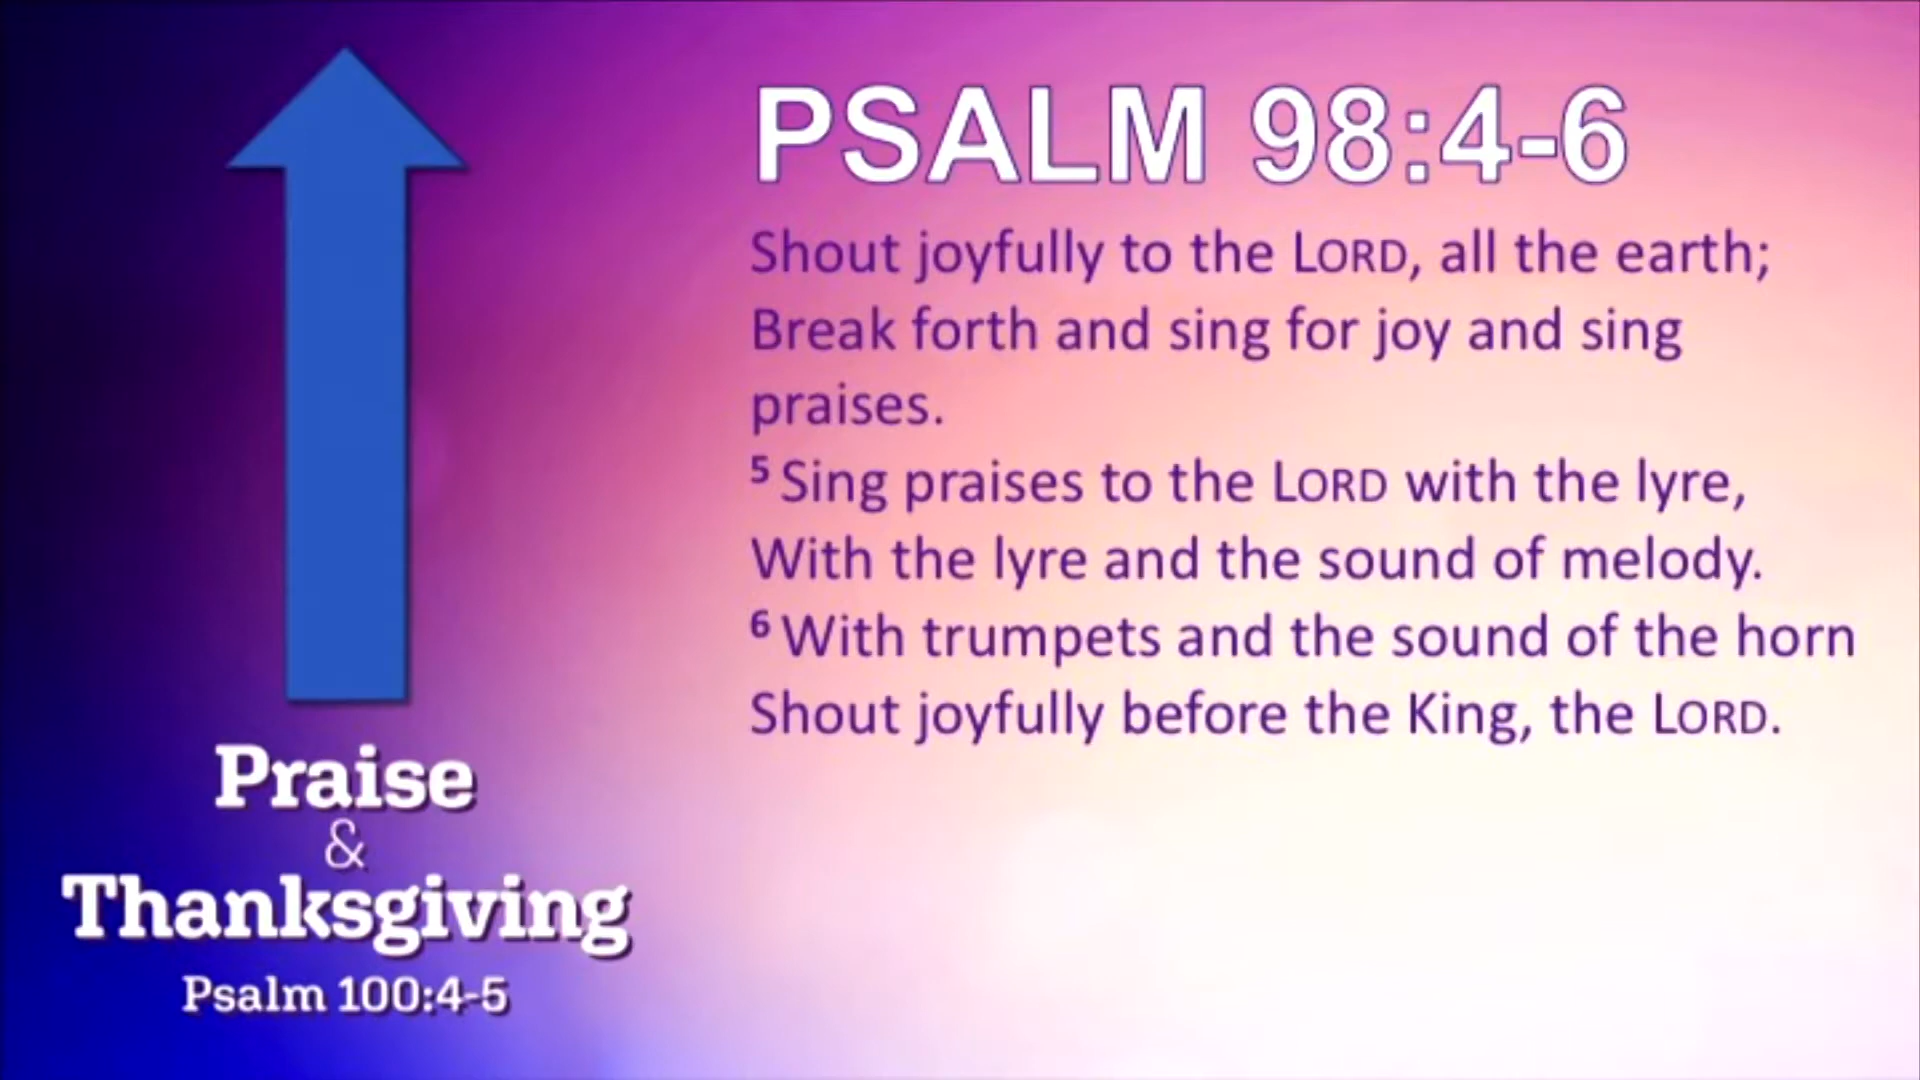 PSALM 98:4-6
Shout joyfully to the LORD, all the earth;
Break forth and sing for joy and sing
praises.
5 Sing praises to the LORD with the lyre,
With the lyre and the sound of melody.
6 With trumpets and the sound of the horn
Shout joyfully before the King, the LORD.
Praise
&
Thanksgiving
Psalm 100:4-5